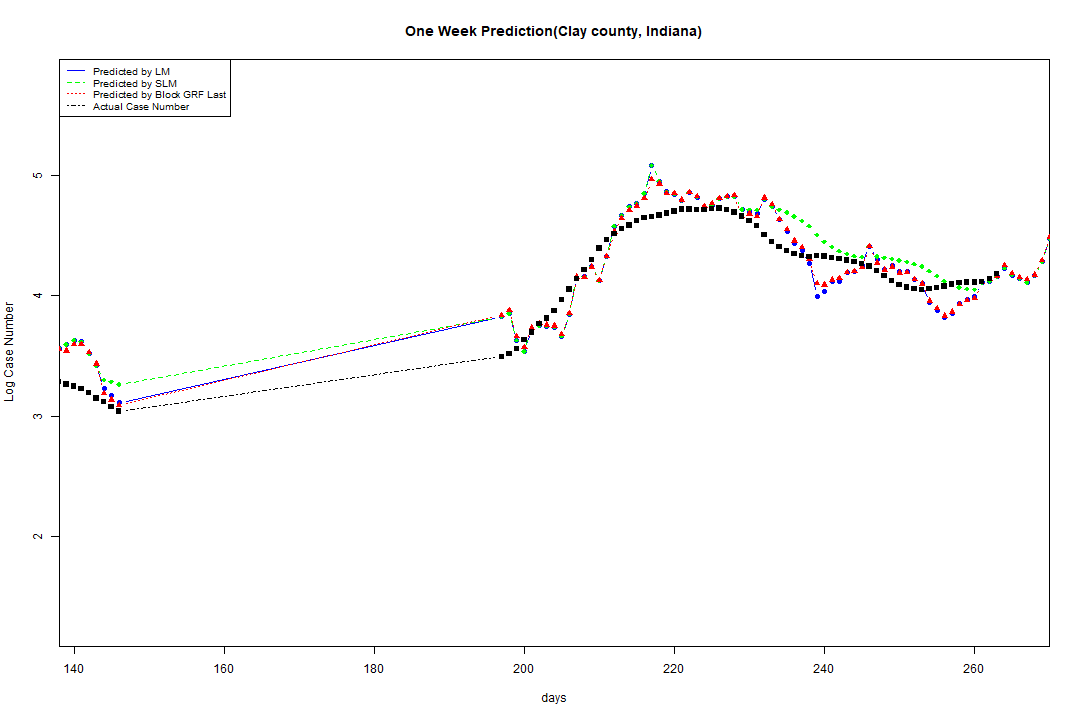 One Week Prediction(Clay county, Indiana)
Predicted by LM
Predicted by SLM
Predicted by Block GRF Last
Actual Case Number
5
4
3
2
Log Case Number
140 160 180 200 220 240 260
days